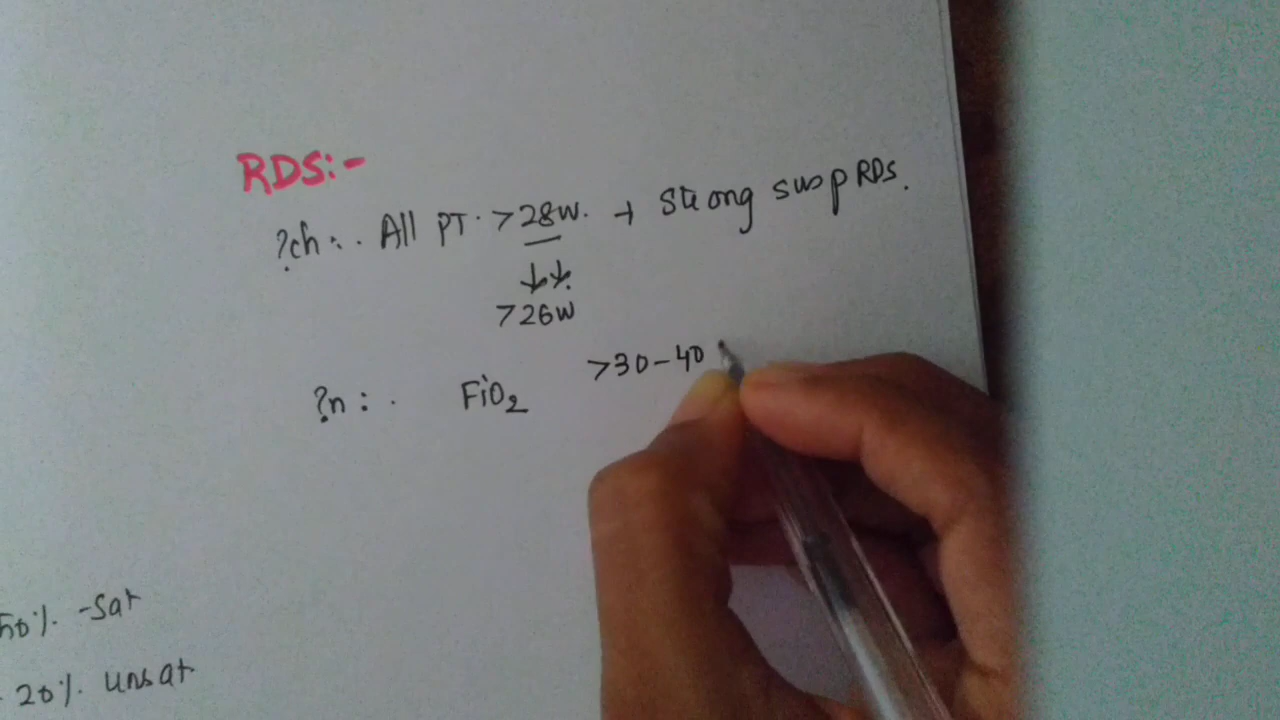 RDS:-
?ch:. All PT. >28W. + Strong susp RDS.
↓↓
>26W
>30-40
?n:. FiO2
50%. -Sat
- 20%. unsat